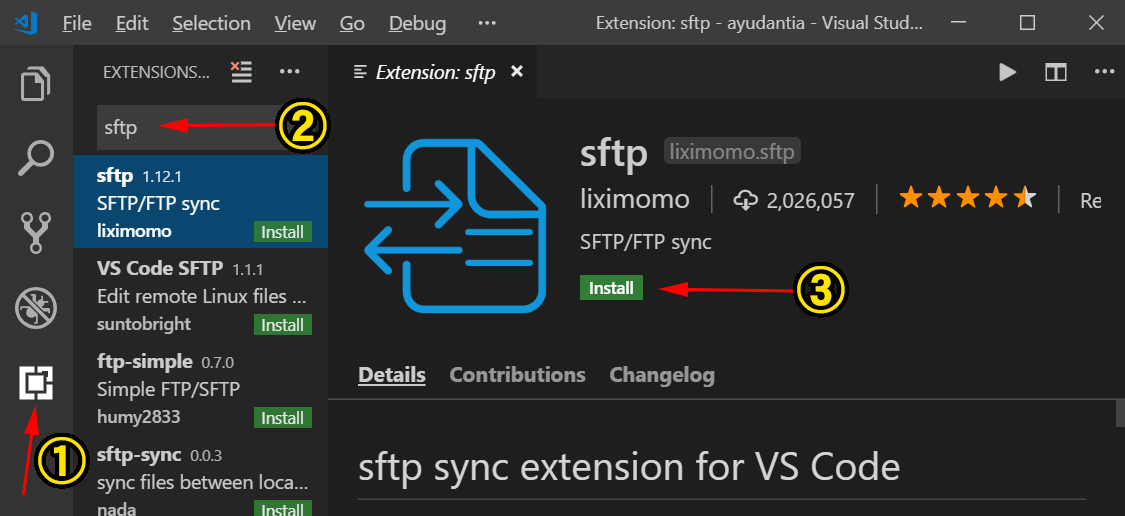 File Edit Selection View Go Debug ··· Extension: sftp - ayudantia - Visual Stud...
EXTENSIONS... ···
sftp
2
sftp 1.12.1
SFTP/FTP sync
liximomo Install
VS Code SFTP 1.1.1
Edit remote Linux files ...
suntobright Install
ftp-simple 0.7.0
Simple FTP/SFTP
humy2833 Install
1
sftp-sync 0.0.3
sync files between loca...
nada Install
Extension: sftp
sftp liximomo.sftp
liximomo 2,026,057 Re
SFTP/FTP sync
Install
3
Details Contributions Changelog
sftp sync extension for VS Code